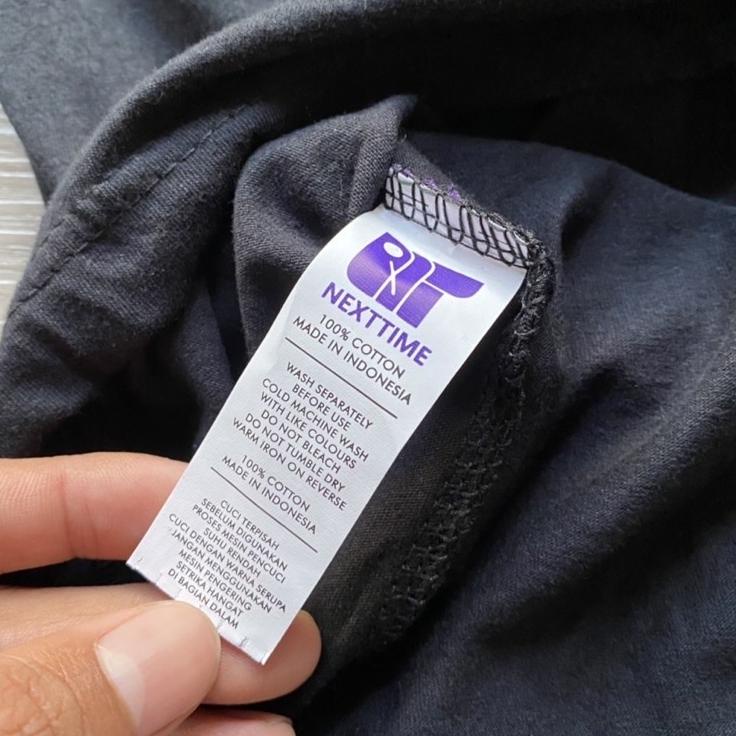 NEXTTIME
100% COTTON
MADE IN INDONESIA
WASH SEPARATELY
BEFORE USE
COLD MACHINE WASH
WITH LIKE COLOURS
DO NOT BLEACH
DO NOT TUMBLE DRY
WARM IRON ON REVERSE
100% COTTON
MADE IN INDONESIA
CUCI TERPISAH
SEBELUM DIGUNAKAN
PROSES MESIN PENCUCI
SUHU RENDAH
CUCI DENGAN WARNA SERUPA
JANGAN MENGGUNAKAN
MESIN PENGERING
SETRIKA HANGAT
DI BAGIAN DALAM